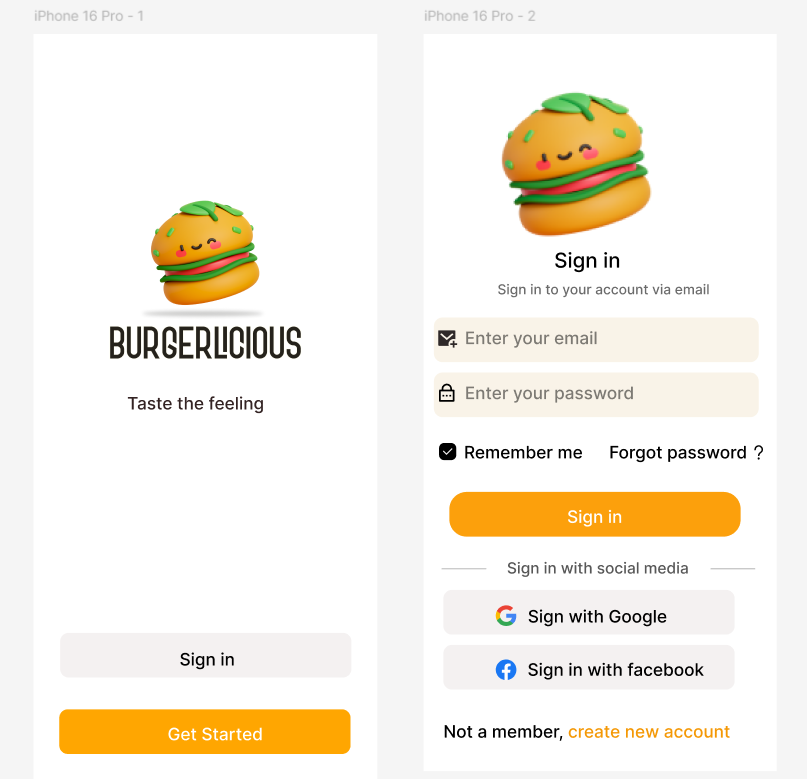 iPhone 16 Pro - 1
BURGERLICIOUS
Taste the feeling
Sign in
Get Started
iPhone 16 Pro - 2
Sign in
Sign in to your account via email
Enter your email
Enter your password
Remember me Forgot password ?
Sign in
Sign in with social media
Sign with Google
Sign in with facebook
Not a member, create new account